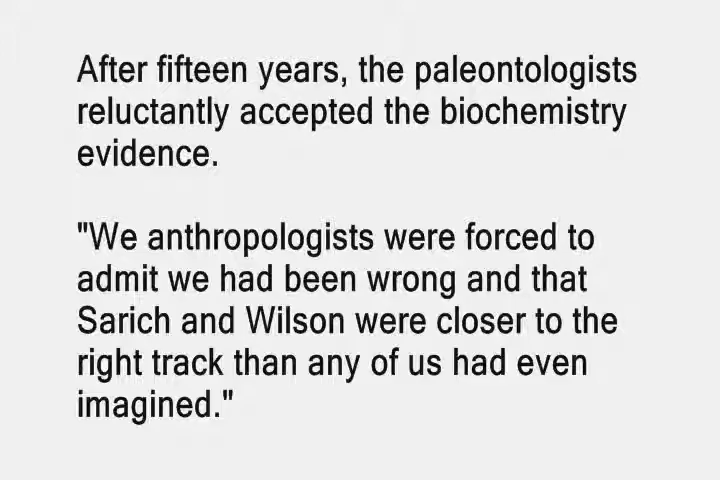 After fifteen years, the paleontologists
reluctantly accepted the biochemistry
evidence.
"We anthropologists were forced to
admit we had been wrong and that
Sarich and Wilson were closer to the
right track than any of us had even
imagined."